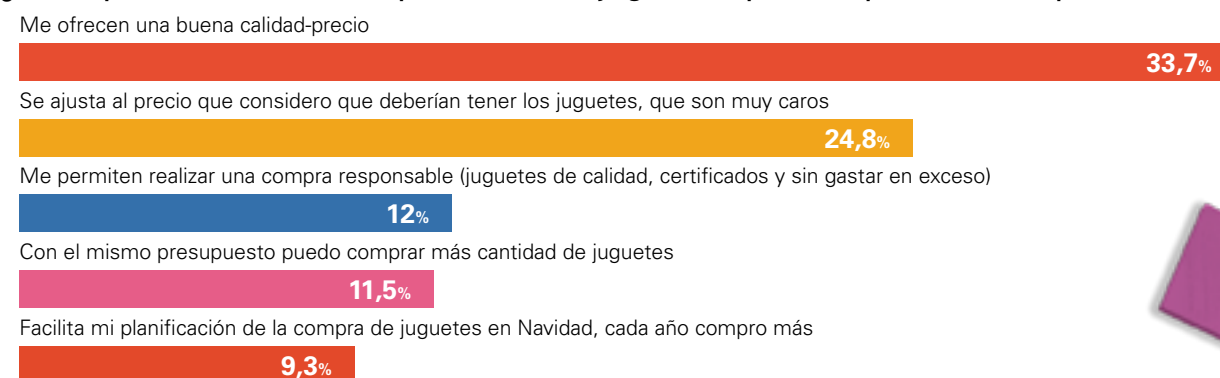 Me ofrecen una buena calidad-precio
33,7%
Se ajusta al precio que considero que deberían tener los juguetes, que son muy caros
24,8%
Me permiten realizar una compra responsable (juguetes de calidad, certificados y sin gastar en exceso)
12%
Con el mismo presupuesto puedo comprar más cantidad de juguetes
11,5%
Facilita mi planificación de la compra de juguetes en Navidad, cada año compro más
9,3%